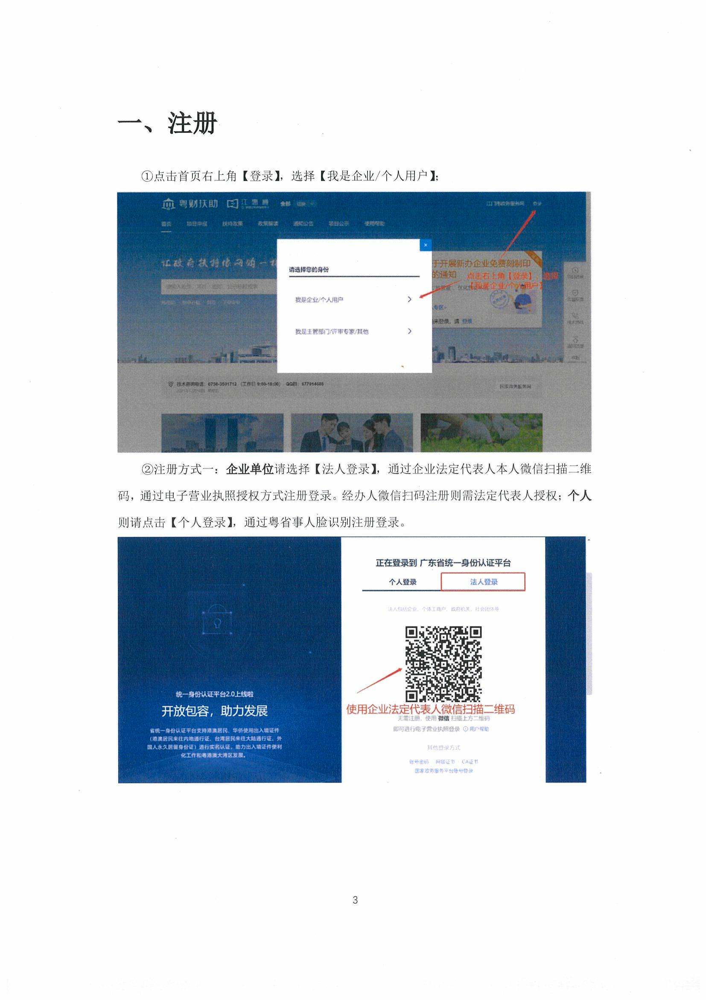 一、注册
①点击首页右上角【登录】，选择【我是企业/个人用户】；
粤财扶助 江惠通 全部 切换
江门市政务服务网 登录
首页 项目申报 扶持政策 政策解读 通知公告 项目公示 使用帮助
让政府扶持像网购一样
请选择您的身份
我是企业/个人用户
我是主管部门/评审专家/其他
于开展新办企业免费刻制印
的通知
点击右上角【登录】，选择
【我是企业/个人用户】
专区>
未登录，请 登录
技术咨询电话：0750-3501712 （工作日 9:00-18:00） QQ群：677814688
国家政务服务网
②注册方式一：企业单位请选择【法人登录】，通过企业法定代表人本人微信扫描二维
码，通过电子营业执照授权方式注册登录。经办人微信扫码注册则需法定代表人授权；个人
则请点击【个人登录】，通过粤省事人脸识别注册登录。
正在登录到 广东省统一身份认证平台
个人登录 法人登录
法人包括企业、个体工商户、政府机关、社会团体等
使用企业法定代表人微信扫描二维码
无需注册，使用 微信 扫描上方二维码
即可进行电子营业执照登录 用户帮助
其他登录方式
账号密码 网银证书 CA证书
国家政务服务平台账号登录
统一身份认证平台2.0上线啦
开放包容，助力发展
省统一身份认证平台支持港澳居民、华侨使用出入境证件
（港澳居民来往内地通行证、台湾居民来往大陆通行证、外
国人永久居留身份证）进行实名认证，助力出入境证件便利
化工作和粤港澳大湾区发展。
3